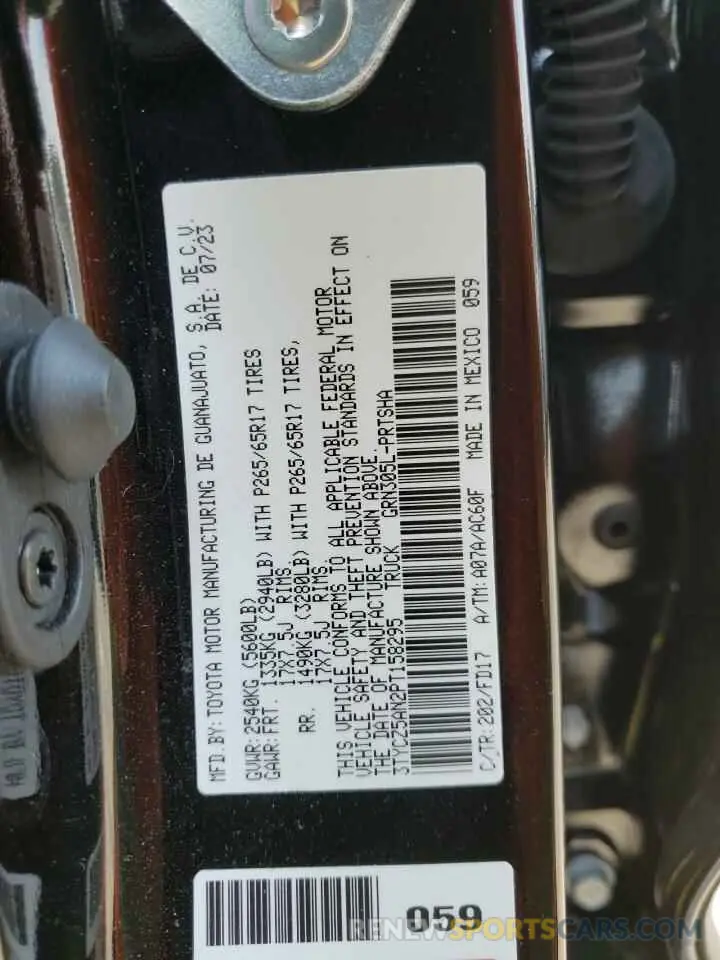 MFD.BY: TOYOTA MOTOR MANUFACTURING DE GUANAJUATO, S.A. DE C.V.
DATE: 07/23
GVWR: 2540KG (5600LB)
GAWR: FRT. 1335KG (2940LB) WITH P265/65R17 TIRES
17X7.5J RIMS.
RR. 1490KG (3280LB) WITH P265/65R17 TIRES,
17X7.5J RIMS.
THIS VEHICLE CONFORMS TO ALL APPLICABLE FEDERAL MOTOR
VEHICLE SAFETY AND THEFT PREVENTION STANDARDS IN EFFECT ON
THE DATE OF MANUFACTURE SHOWN ABOVE.
3TYCZ5AN2PT158295 TRUCK GRN305L-PRTSHA
C/TR: 202/FD17 A/TM: A07A/AC60F MADE IN MEXICO 059
059
RENEWSPORTSCARS.COM